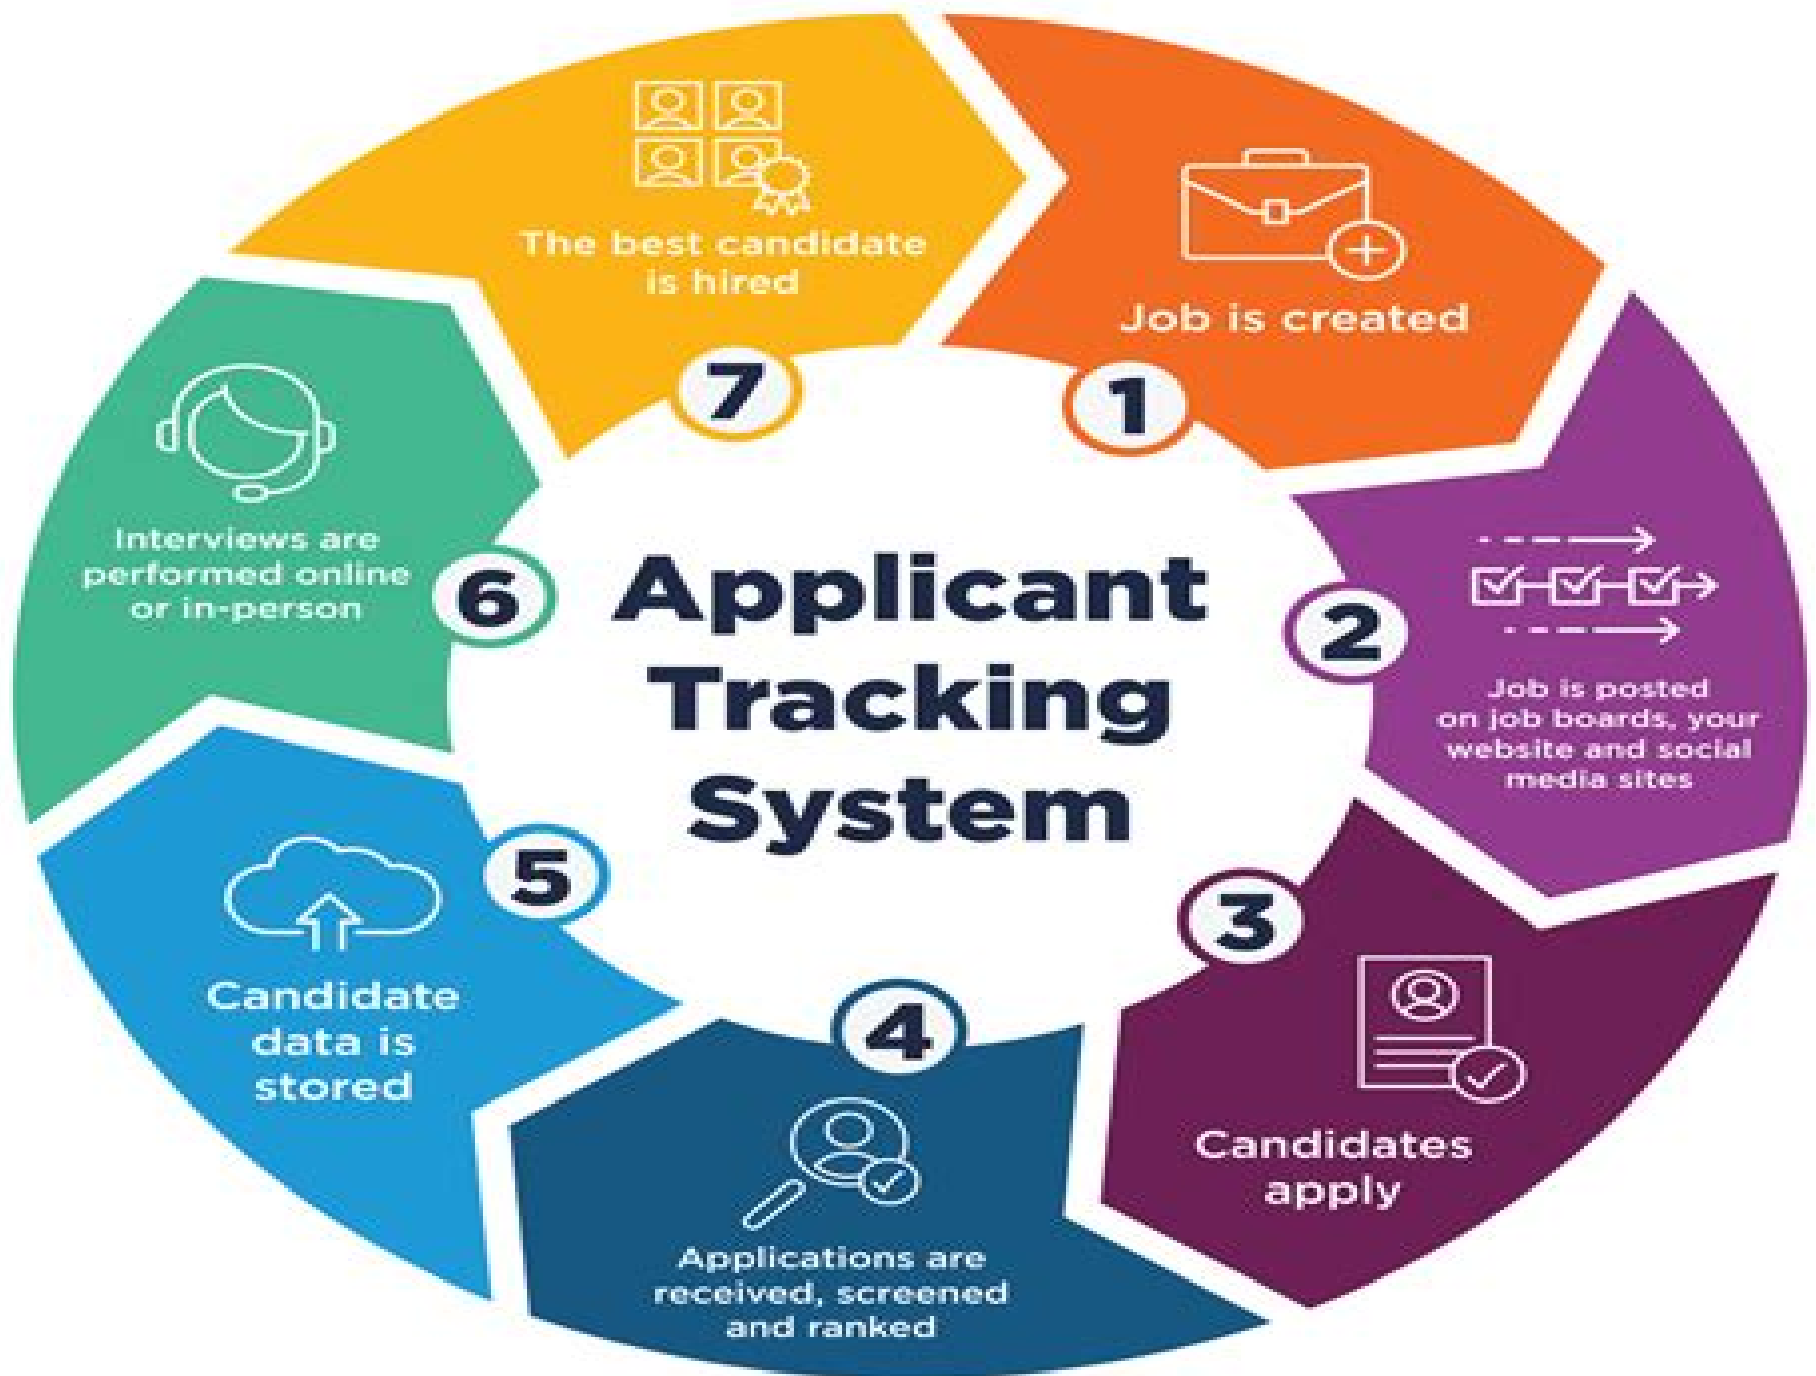 Applicant
Tracking
System
1
Job is created
2
Job is posted
on job boards, your
website and social
media sites
3
Candidates
apply
4
Applications are
received, screened
and ranked
5
Candidate
data is
stored
6
Interviews are
performed online
or in-person
7
The best candidate
is hired